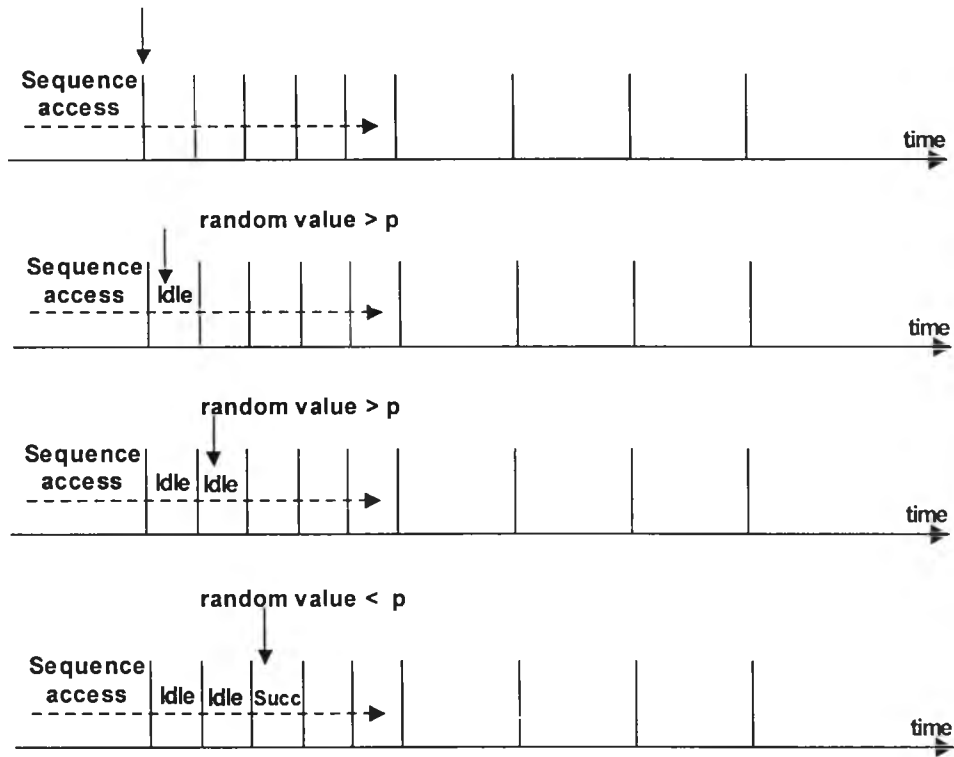 Sequence
access
time
random value > p
Sequence
access Idle
time
random value > p
Sequence
access Idle Idle
time
random value < p
Sequence
access Idle Idle Succ
time